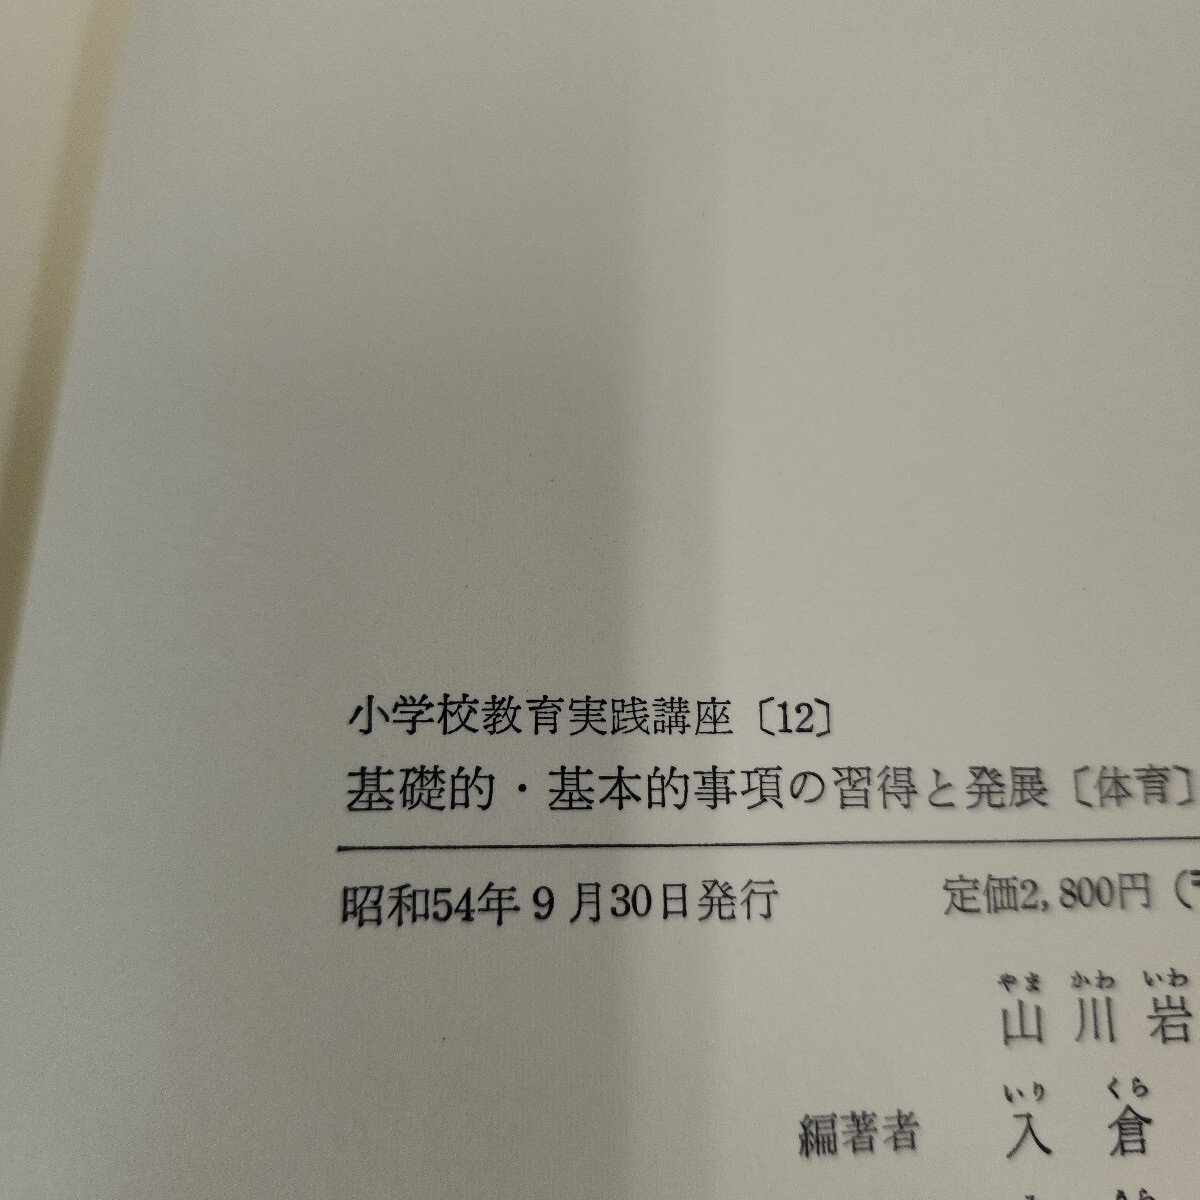 小学校教育実践講座〔12〕
基礎的・基本的事項の習得と発展〔体育〕
昭和54年9月30日発行 定価2,800円(
やま かわ いわ
山川岩
いり くら
編著者 入倉